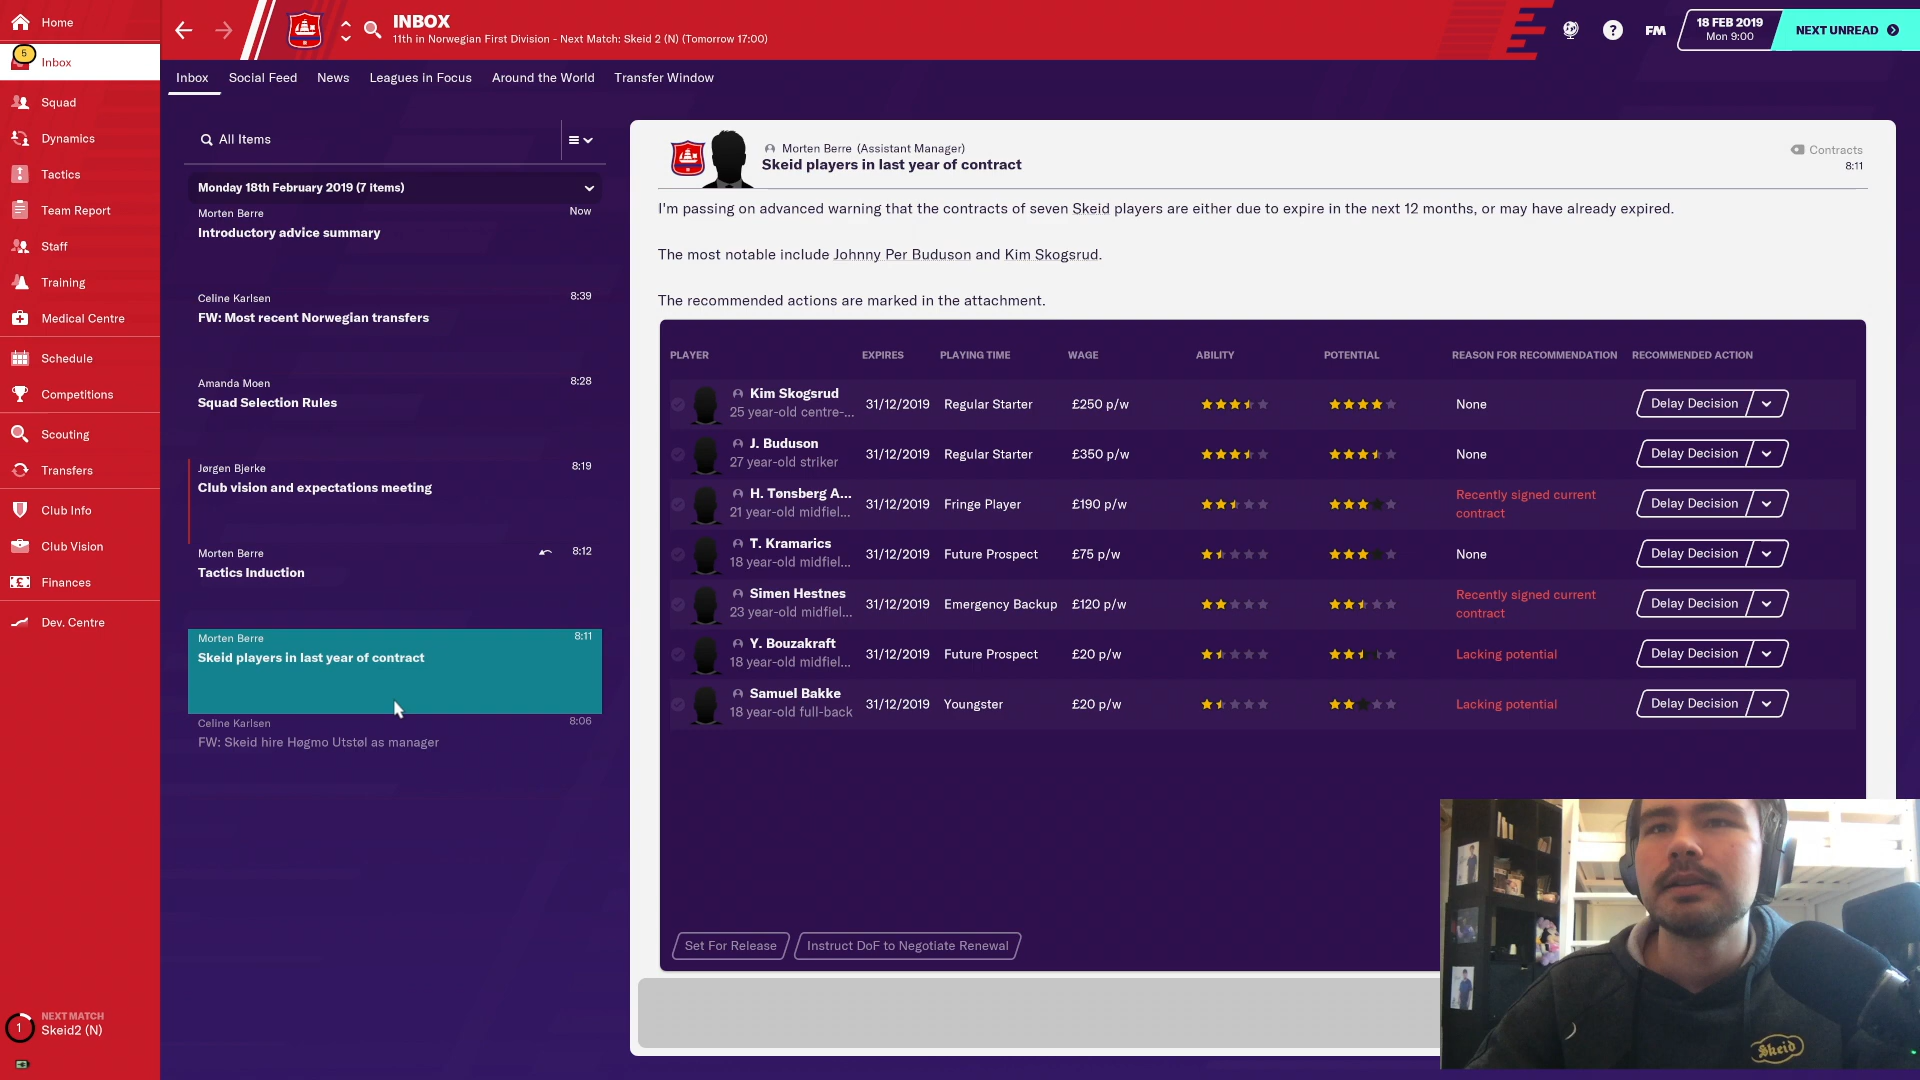 Home
5
Inbox
Squad
Dynamics
Tactics
Team Report
Staff
Training
Medical Centre
Schedule
Competitions
Scouting
Transfers
Club Info
Club Vision
Finances
Dev. Centre
1
NEXT MATCH
Skeid2 (N)
INBOX
11th in Norwegian First Division - Next Match: Skeid 2 (N) (Tomorrow 17:00)
?
FM
18 FEB 2019
Mon 9:00
NEXT UNREAD
Inbox Social Feed News Leagues in Focus Around the World Transfer Window
All Items
Monday 18th February 2019 (7 items)
Morten Berre Now
Introductory advice summary
Celine Karlsen 8:39
FW: Most recent Norwegian transfers
Amanda Moen 8:28
Squad Selection Rules
Jørgen Bjerke 8:19
Club vision and expectations meeting
Morten Berre 8:12
Tactics Induction
Morten Berre 8:11
Skeid players in last year of contract
Celine Karlsen 8:06
FW: Skeid hire Høgmo Utstøl as manager
Morten Berre (Assistant Manager)
Skeid players in last year of contract
Contracts
8:11
I'm passing on advanced warning that the contracts of seven Skeid players are either due to expire in the next 12 months, or may have already expired.
The most notable include Johnny Per Buduson and Kim Skogsrud.
The recommended actions are marked in the attachment.
PLAYER EXPIRES PLAYING TIME WAGE ABILITY POTENTIAL REASON FOR RECOMMENDATION RECOMMENDED ACTION
Kim Skogsrud
25 year-old centre-... 31/12/2019 Regular Starter £250 p/w None Delay Decision
J. Buduson
27 year-old striker 31/12/2019 Regular Starter £350 p/w None Delay Decision
H. Tønsberg A...
21 year-old midfiel... 31/12/2019 Fringe Player £190 p/w Recently signed current
contract Delay Decision
T. Kramarics
18 year-old midfiel... 31/12/2019 Future Prospect £75 p/w None Delay Decision
Simen Hestnes
23 year-old midfiel... 31/12/2019 Emergency Backup £120 p/w Recently signed current
contract Delay Decision
Y. Bouzakraft
18 year-old midfiel... 31/12/2019 Future Prospect £20 p/w Lacking potential Delay Decision
Samuel Bakke
18 year-old full-back 31/12/2019 Youngster £20 p/w Lacking potential Delay Decision
Set For Release Instruct DoF to Negotiate Renewal
Skeid